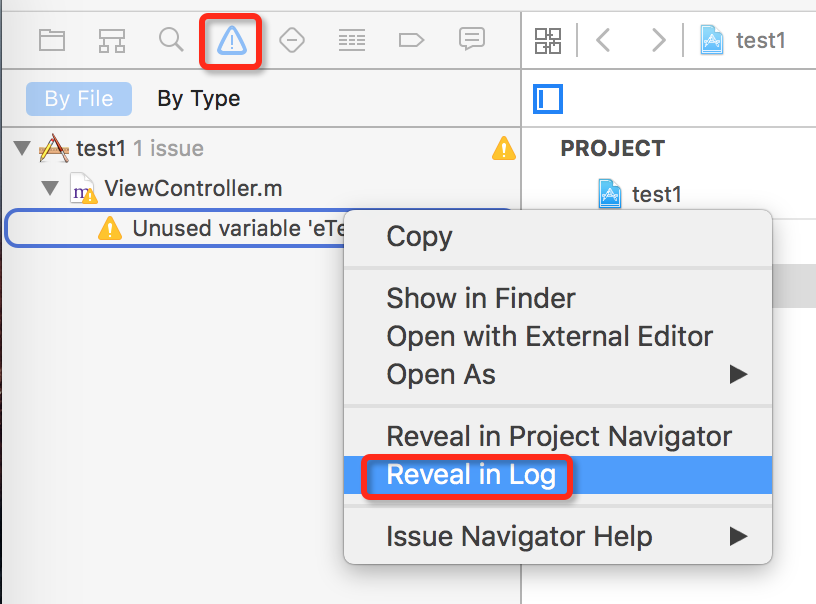 test1
By File By Type
test1 1 issue
PROJECT
ViewController.m
test1
Unused variable 'eTe
Copy
Show in Finder
Open with External Editor
Open As
Reveal in Project Navigator
Reveal in Log
Issue Navigator Help